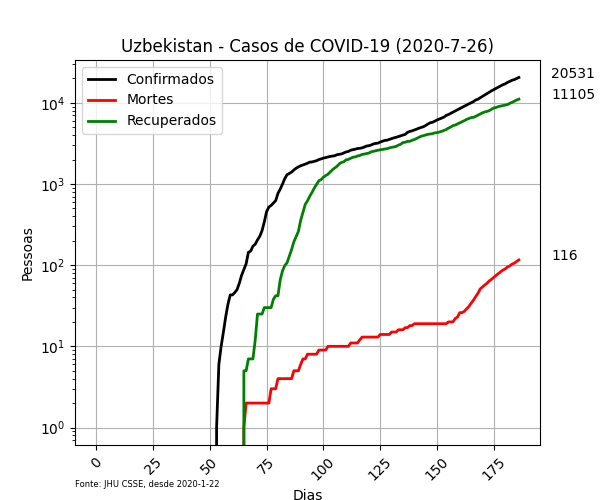 Uzbekistan - Casos de COVID-19 (2020-7-26)
Confirmados
Mortes
Recuperados
20531
11105
116
Pessoas
10⁴
10³
10²
10¹
10⁰
0 25 50 75 100 125 150 175
Fonte: JHU CSSE, desde 2020-1-22
Dias